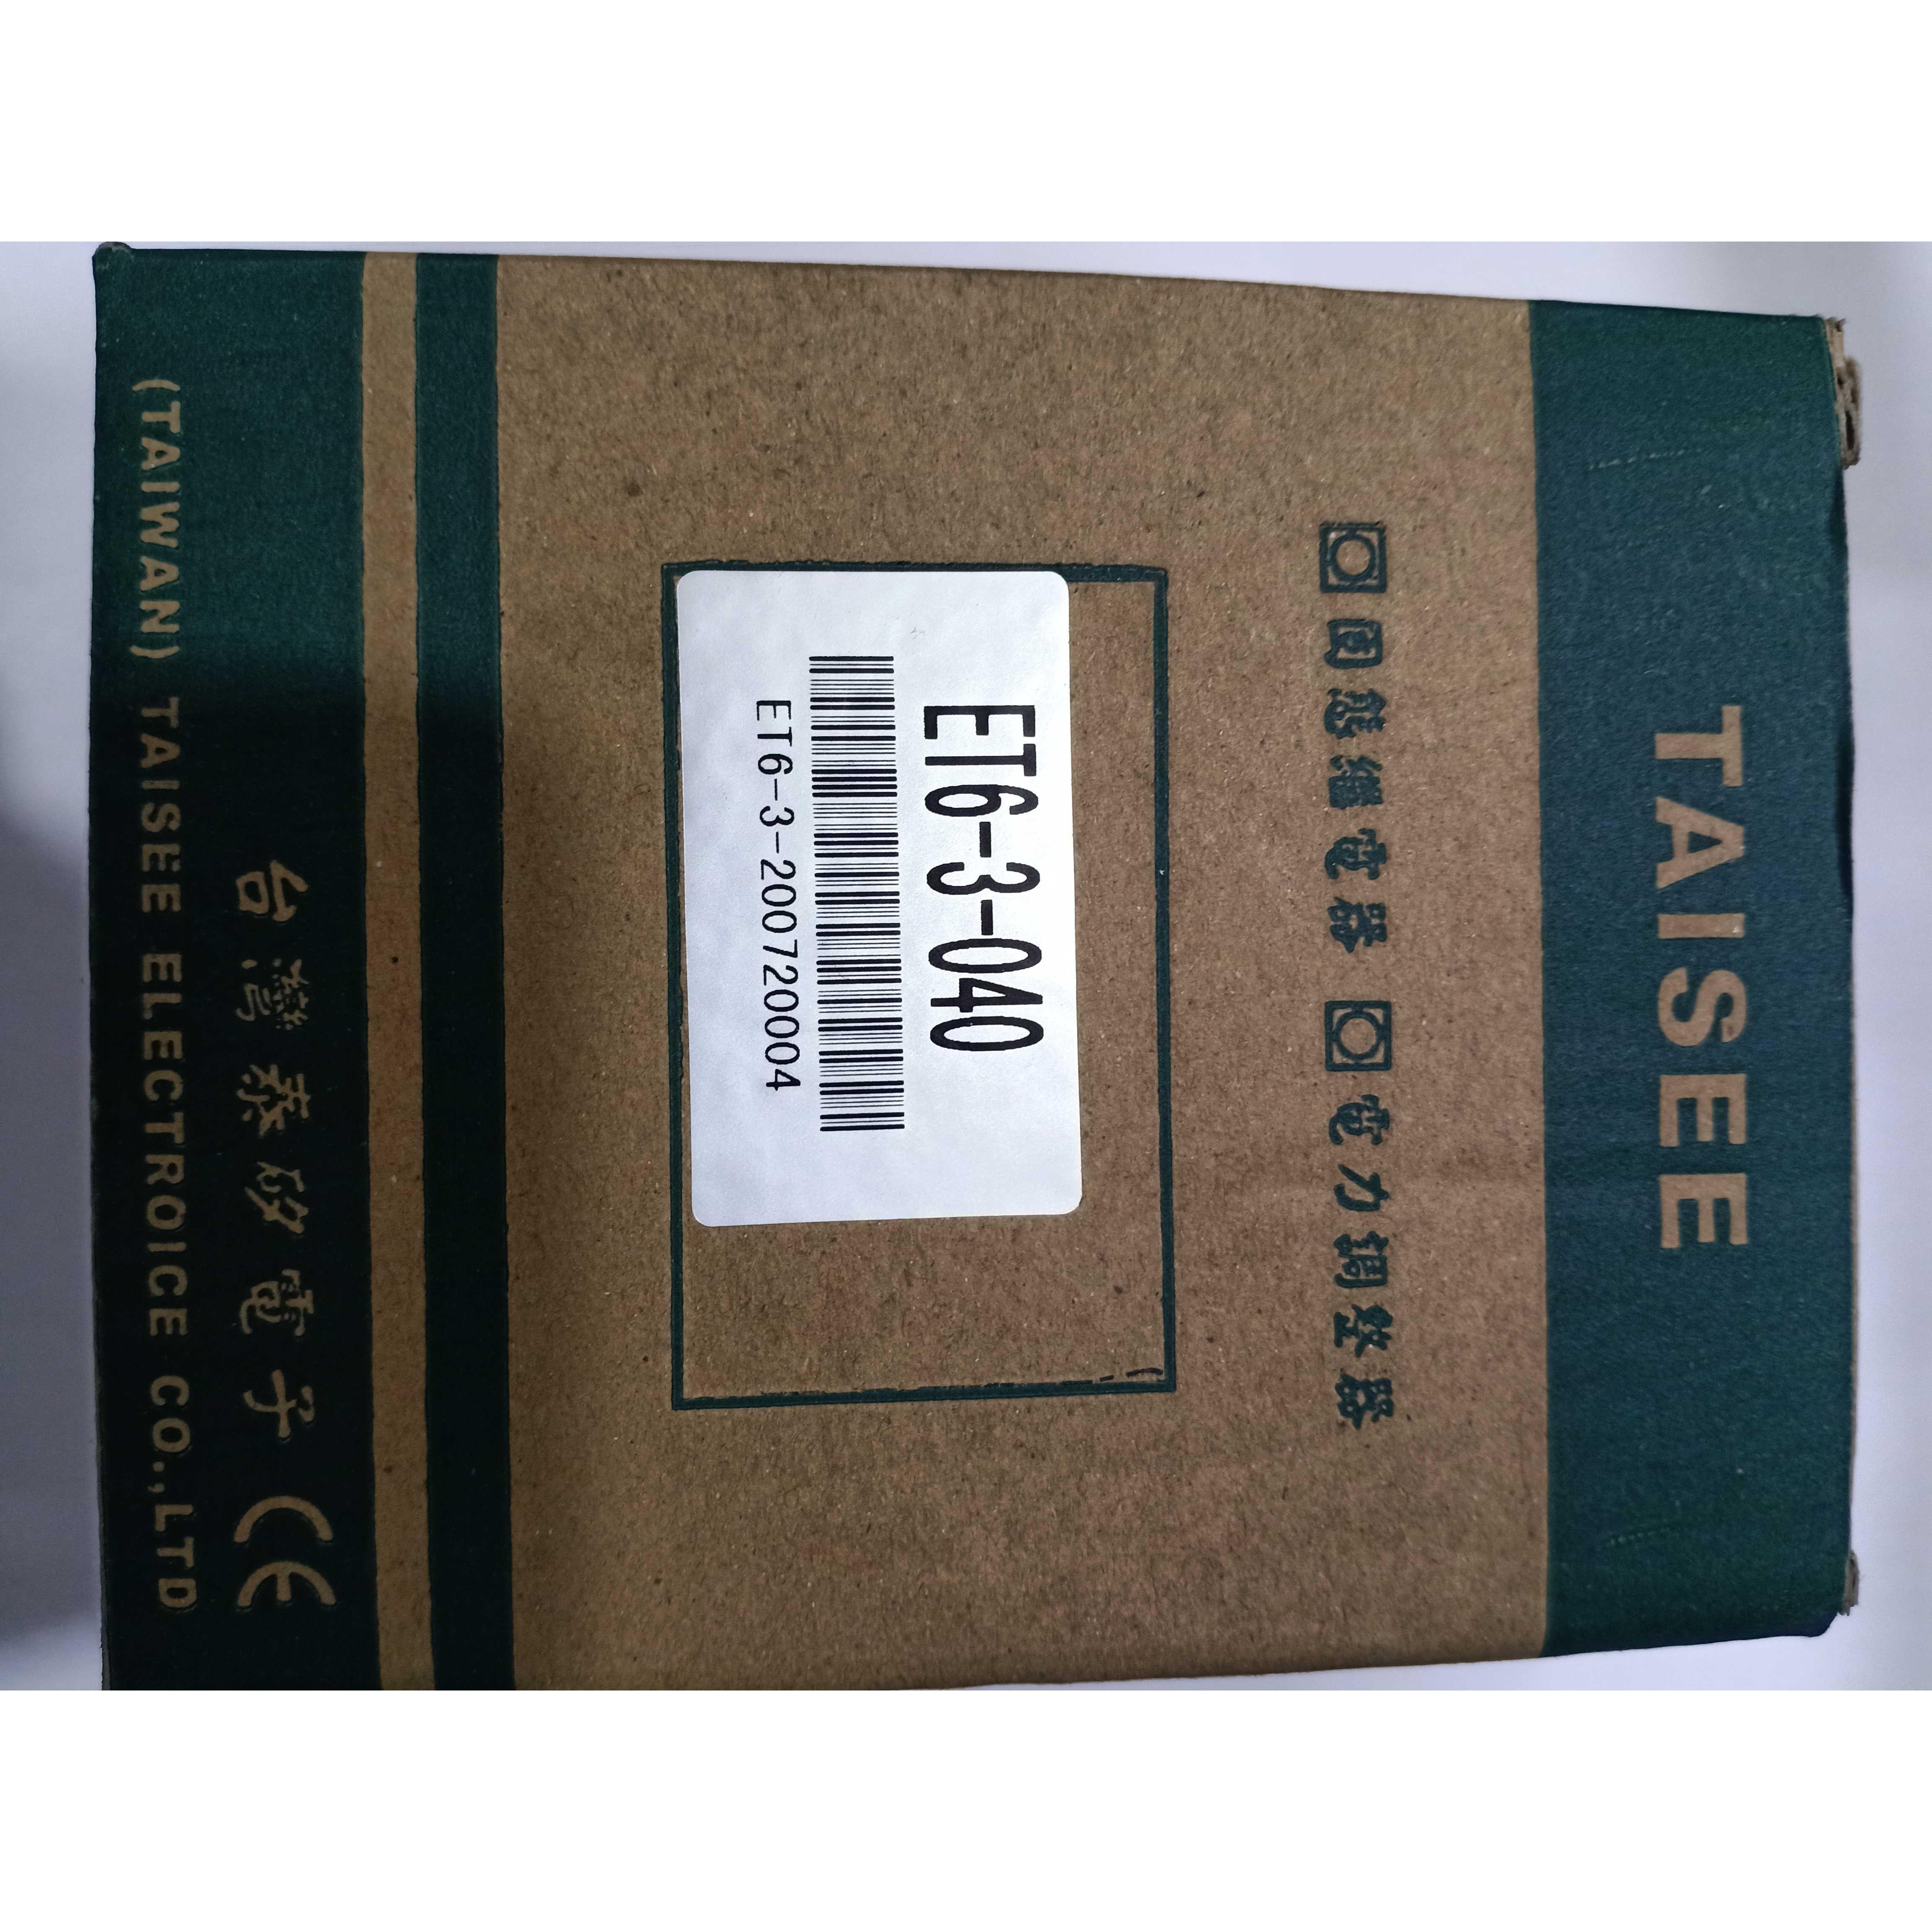 TAISEE
固態繼電器 電力調整器
ET6-3-040
ET6-3-200720004
台灣泰矽電子 CE
(TAIWAN) TAISEE ELECTROICE CO.,LTD